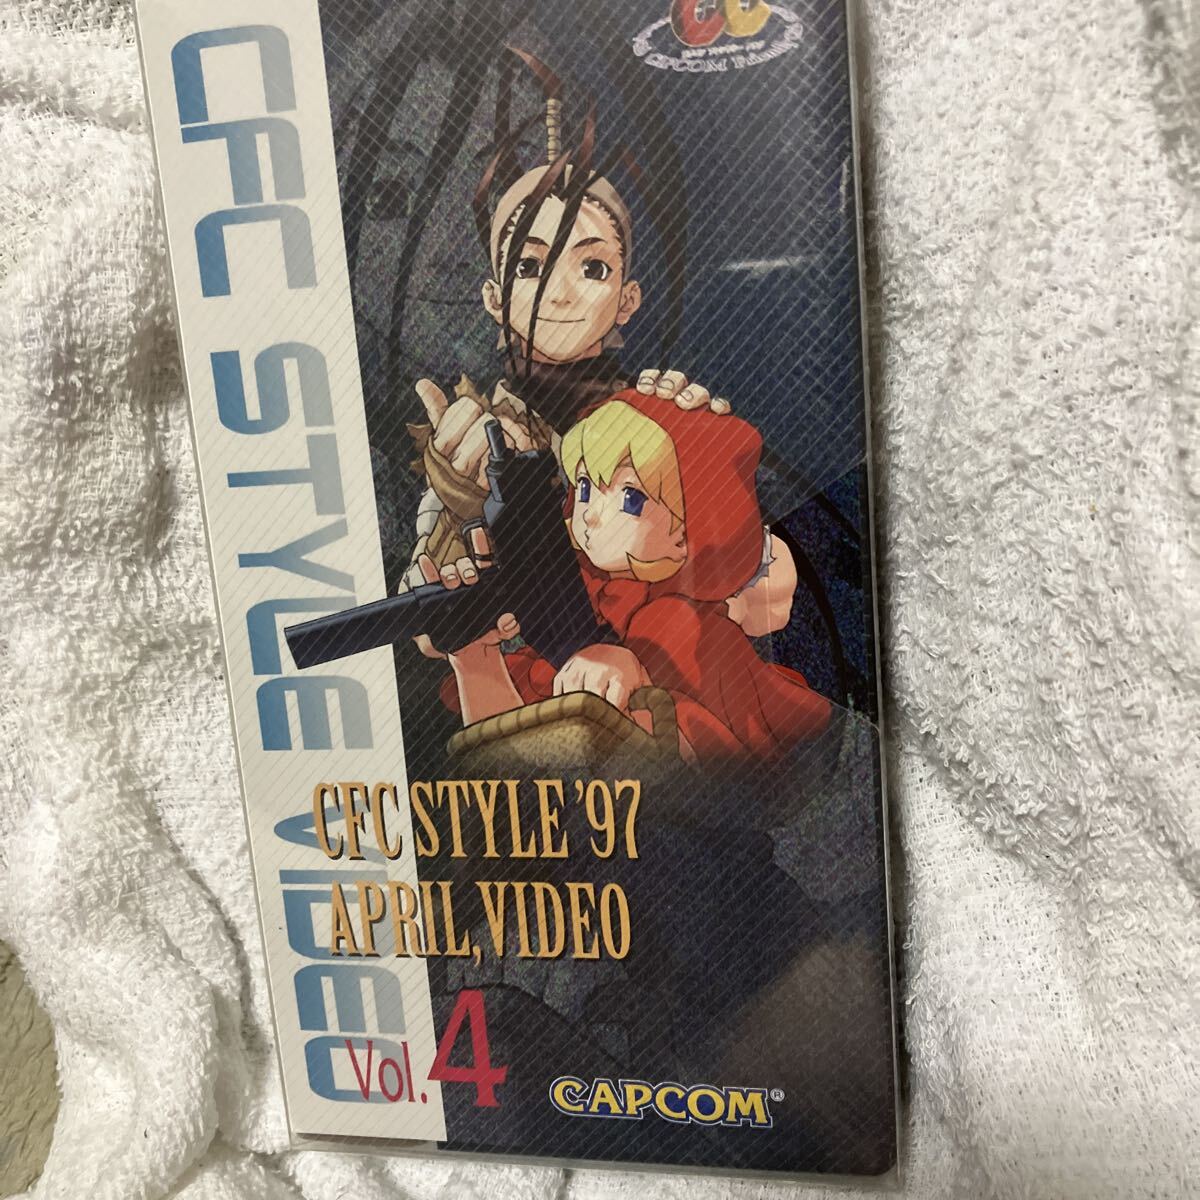 CFC STYLE VIDEO
CFC STYLE '97
APRIL, VIDEO
Vol. 4
CAPCOM®